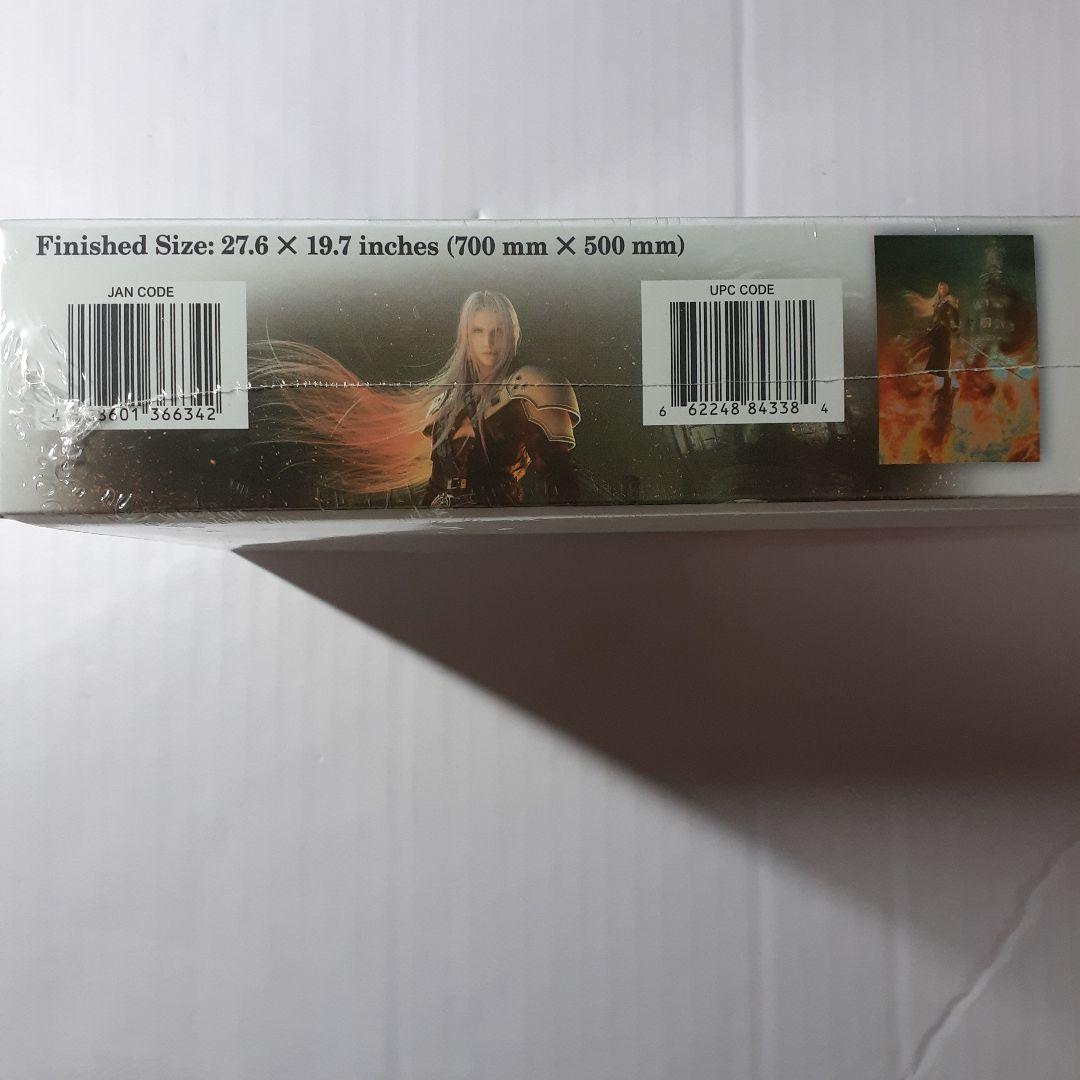 Finished Size: 27.6 × 19.7 inches (700 mm × 500 mm)
JAN CODE
3601 366342
UPC CODE
6 62248 84338 4